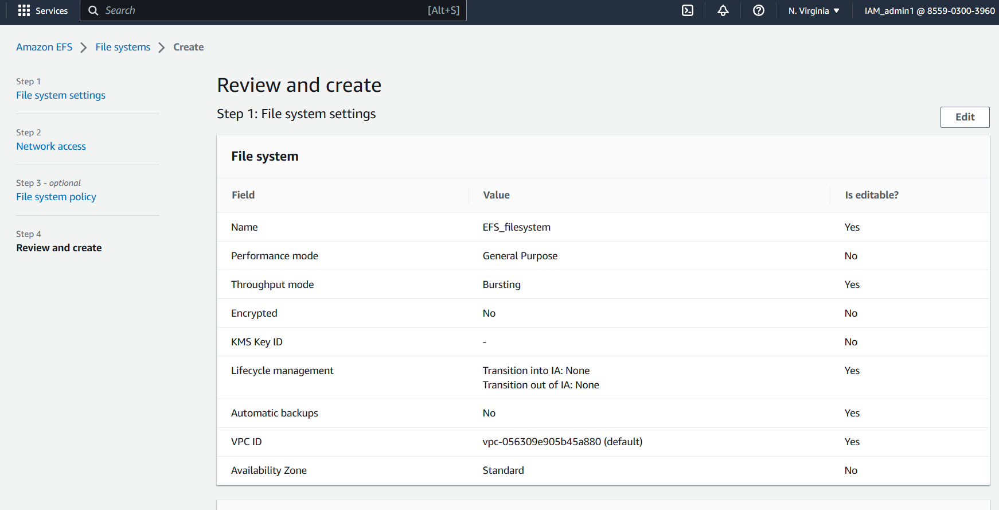 Services Search [Alt+S] N. Virginia IAM_admin1 @ 8559-0300-3960
Amazon EFS File systems Create
Step 1
File system settings
Step 2
Network access
Step 3 - optional
File system policy
Step 4
Review and create
Review and create
Step 1: File system settings
Edit
File system
Field Value Is editable?
Name EFS_filesystem Yes
Performance mode General Purpose No
Throughput mode Bursting Yes
Encrypted No No
KMS Key ID - No
Lifecycle management Transition into IA: None Yes
Transition out of IA: None
Automatic backups No Yes
VPC ID vpc-056309e905b45a880 (default) Yes
Availability Zone Standard No